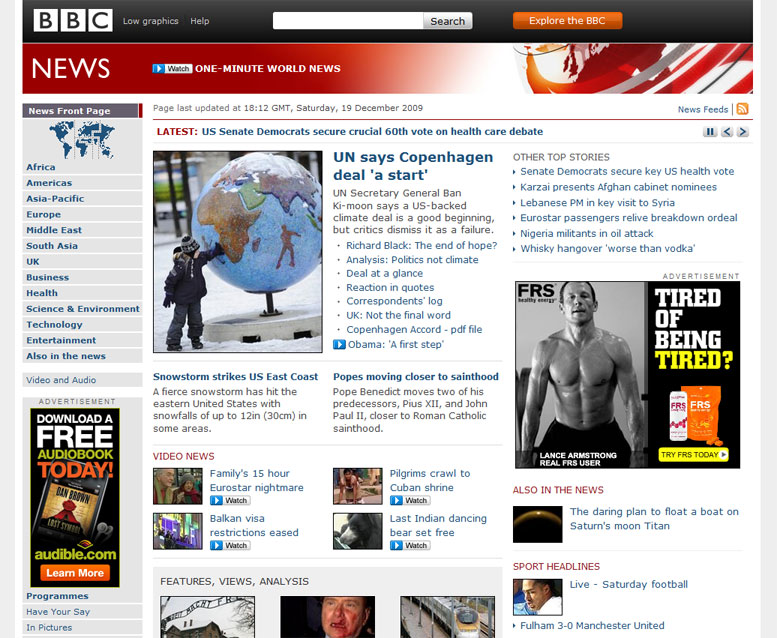 BBC
Low graphics
Help
Search
Explore the BBC
NEWS
Watch ONE-MINUTE WORLD NEWS
News Front Page
Africa
Americas
Asia-Pacific
Europe
Middle East
South Asia
UK
Business
Health
Science & Environment
Technology
Entertainment
Also in the news
Video and Audio
ADVERTISEMENT
DOWNLOAD A
FREE
AUDIOBOOK
TODAY!
DAN BROWN
LOST SYMBOL
audible.com
Learn More
Programmes
Have Your Say
In Pictures
Page last updated at 18:12 GMT, Saturday, 19 December 2009
News Feeds
LATEST: US Senate Democrats secure crucial 60th vote on health care debate
UN says Copenhagen
deal 'a start'
UN Secretary General Ban
Ki-moon says a US-backed
climate deal is a good beginning,
but critics dismiss it as a failure.
Richard Black: The end of hope?
Analysis: Politics not climate
Deal at a glance
Reaction in quotes
Correspondents' log
UK: Not the final word
Copenhagen Accord - pdf file
Obama: 'A first step'
Snowstorm strikes US East Coast
A fierce snowstorm has hit the
eastern United States with
snowfalls of up to 12in (30cm) in
some areas.
Popes moving closer to sainthood
Pope Benedict moves two of his
predecessors, Pius XII, and John
Paul II, closer to Roman Catholic
sainthood.
VIDEO NEWS
Family's 15 hour
Eurostar nightmare
Watch
Pilgrims crawl to
Cuban shrine
Watch
Balkan visa
restrictions eased
Watch
Last Indian dancing
bear set free
Watch
FEATURES, VIEWS, ANALYSIS
OTHER TOP STORIES
Senate Democrats secure key US health vote
Karzai presents Afghan cabinet nominees
Lebanese PM in key visit to Syria
Eurostar passengers relive breakdown ordeal
Nigeria militants in oil attack
Whisky hangover 'worse than vodka'
ADVERTISEMENT
FRS
healthy energy
TIRED
OF
BEING
TIRED?
FRS
FRS
LANCE ARMSTRONG
REAL FRS USER
TRY FRS TODAY
ALSO IN THE NEWS
The daring plan to float a boat on
Saturn's moon Titan
SPORT HEADLINES
Live - Saturday football
Fulham 3-0 Manchester United